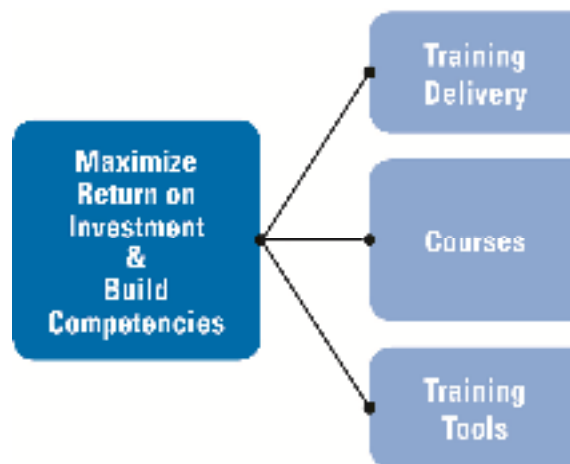 Maximize
Return on
Investment
&
Build
Competencies
Training
Delivery
Courses
Training
Tools